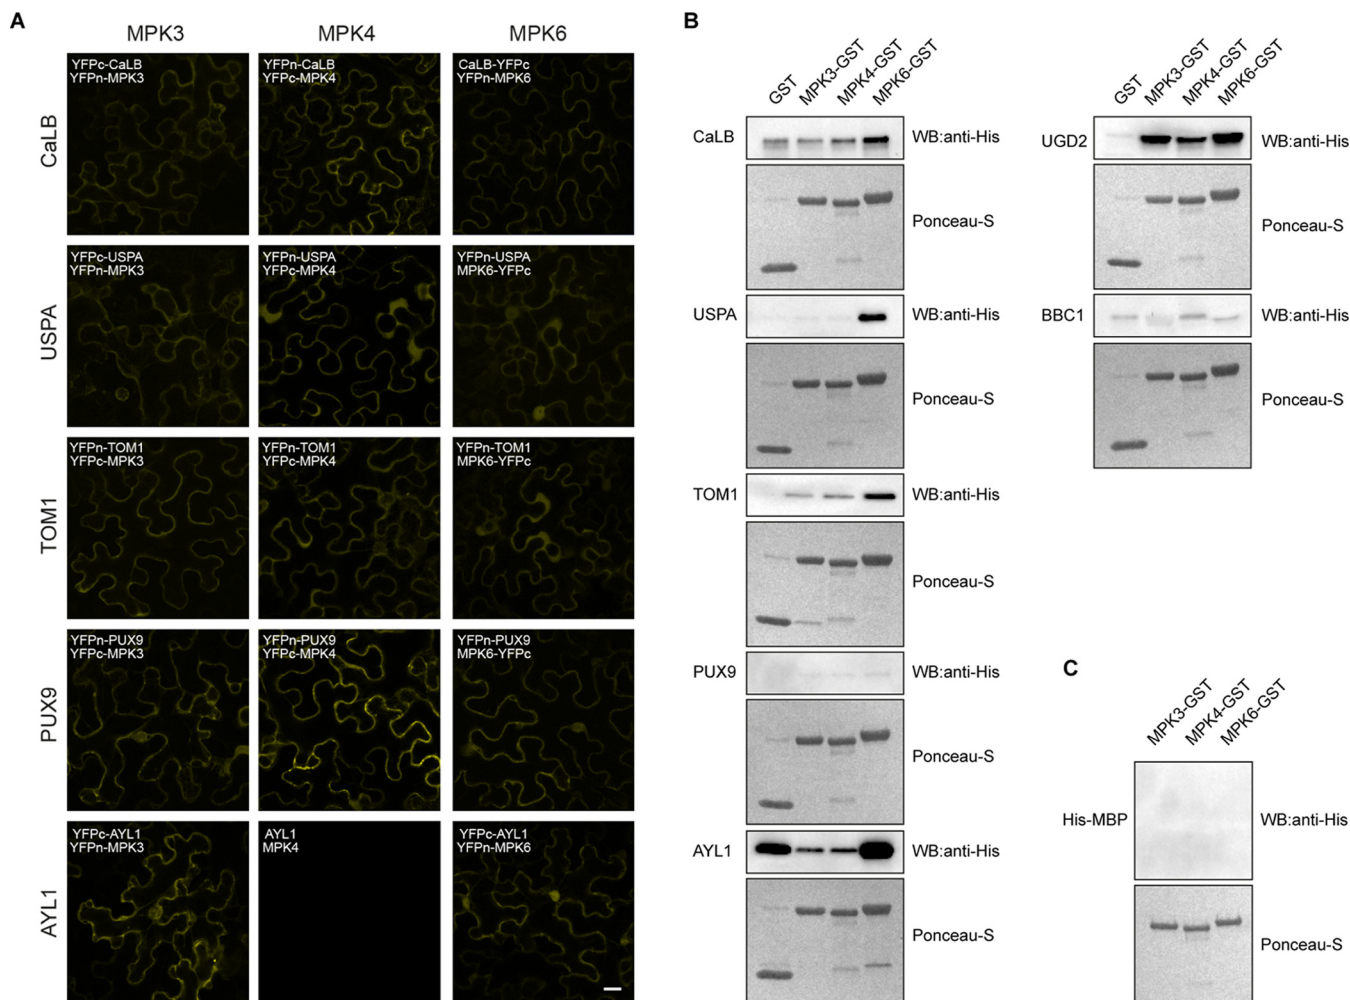 A
MPK3 MPK4 MPK6
CaLB
YFPc-CaLB
YFPn-MPK3
YFPn-CaLB
YFPc-MPK4
CaLB-YFPc
YFPn-MPK6
USPA
YFPc-USPA
YFPn-MPK3
YFPn-USPA
YFPc-MPK4
YFPn-USPA
MPK6-YFPc
TOM1
YFPn-TOM1
YFPc-MPK3
YFPn-TOM1
YFPc-MPK4
YFPn-TOM1
MPK6-YFPc
PUX9
YFPn-PUX9
YFPc-MPK3
YFPn-PUX9
YFPc-MPK4
YFPn-PUX9
MPK6-YFPc
AYL1
YFPc-AYL1
YFPn-MPK3
AYL1
MPK4
YFPc-AYL1
YFPn-MPK6
B
GST MPK3-GST MPK4-GST MPK6-GST
CaLB WB:anti-His
Ponceau-S
USPA WB:anti-His
Ponceau-S
TOM1 WB:anti-His
Ponceau-S
PUX9 WB:anti-His
Ponceau-S
AYL1 WB:anti-His
Ponceau-S
GST MPK3-GST MPK4-GST MPK6-GST
UGD2 WB:anti-His
Ponceau-S
BBC1 WB:anti-His
Ponceau-S
C
MPK3-GST MPK4-GST MPK6-GST
His-MBP WB:anti-His
Ponceau-S